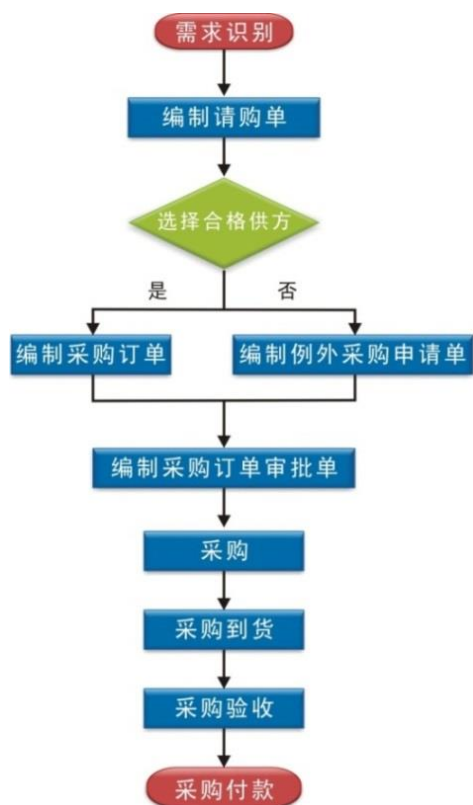 需求识别
编制请购单
选择合格供方
是
否
编制采购订单
编制例外采购申请单
编制采购订单审批单
采购
采购到货
采购验收
采购付款